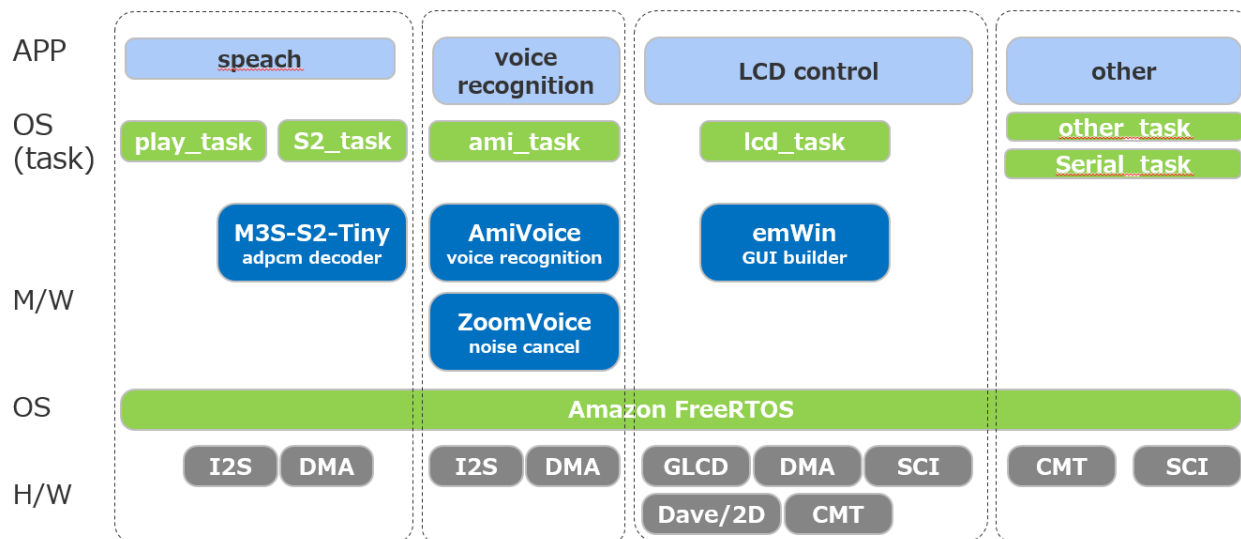 APP
speach
voice
recognition
LCD control
other
OS
(task)
play_task
S2_task
ami_task
lcd_task
other_task
Serial_task
M/W
M3S-S2-Tiny
adpcm decoder
AmiVoice
voice recognition
emWin
GUI builder
ZoomVoice
noise cancel
OS
Amazon FreeRTOS
H/W
I2S
DMA
I2S
DMA
GLCD
DMA
SCI
CMT
SCI
Dave/2D
CMT